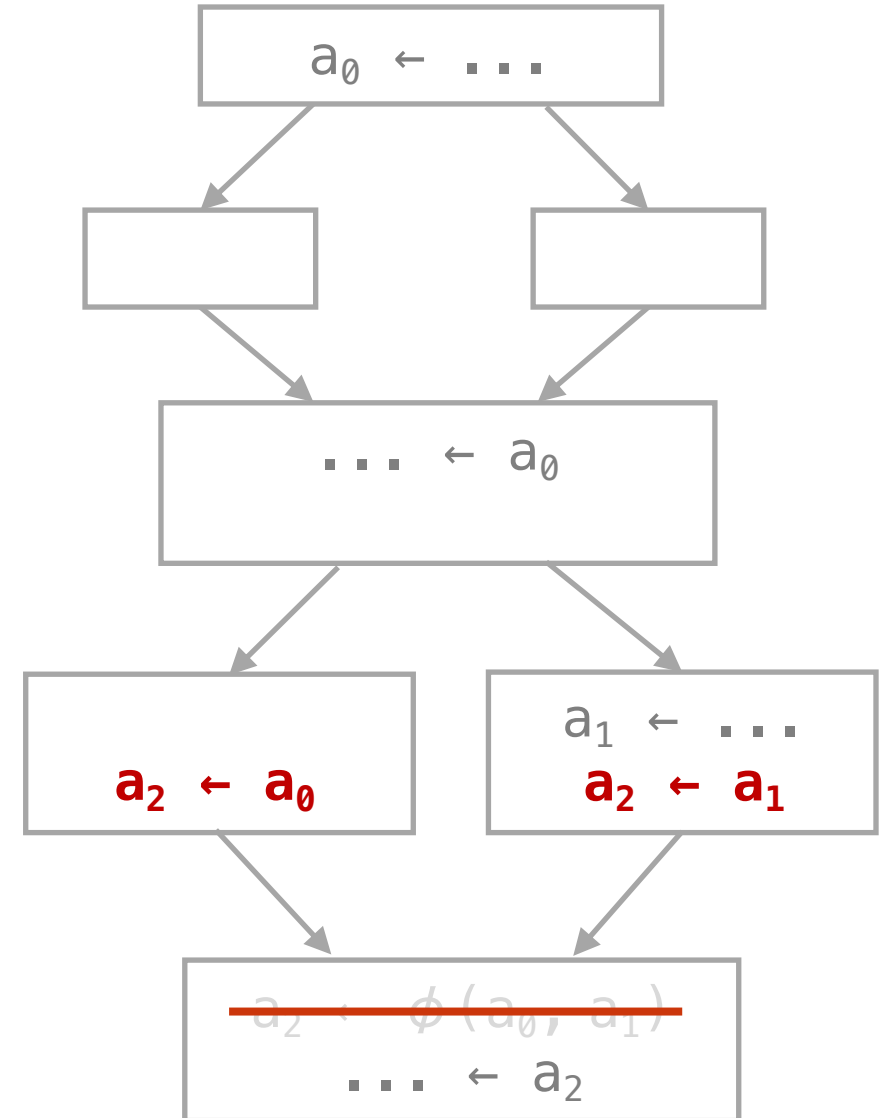 a₀ ← ...
... ← a₀
a₂ ← a₀
a₁ ← ...
a₂ ← a₁
a₂ ← ϕ(a₀, a₁)
... ← a₂